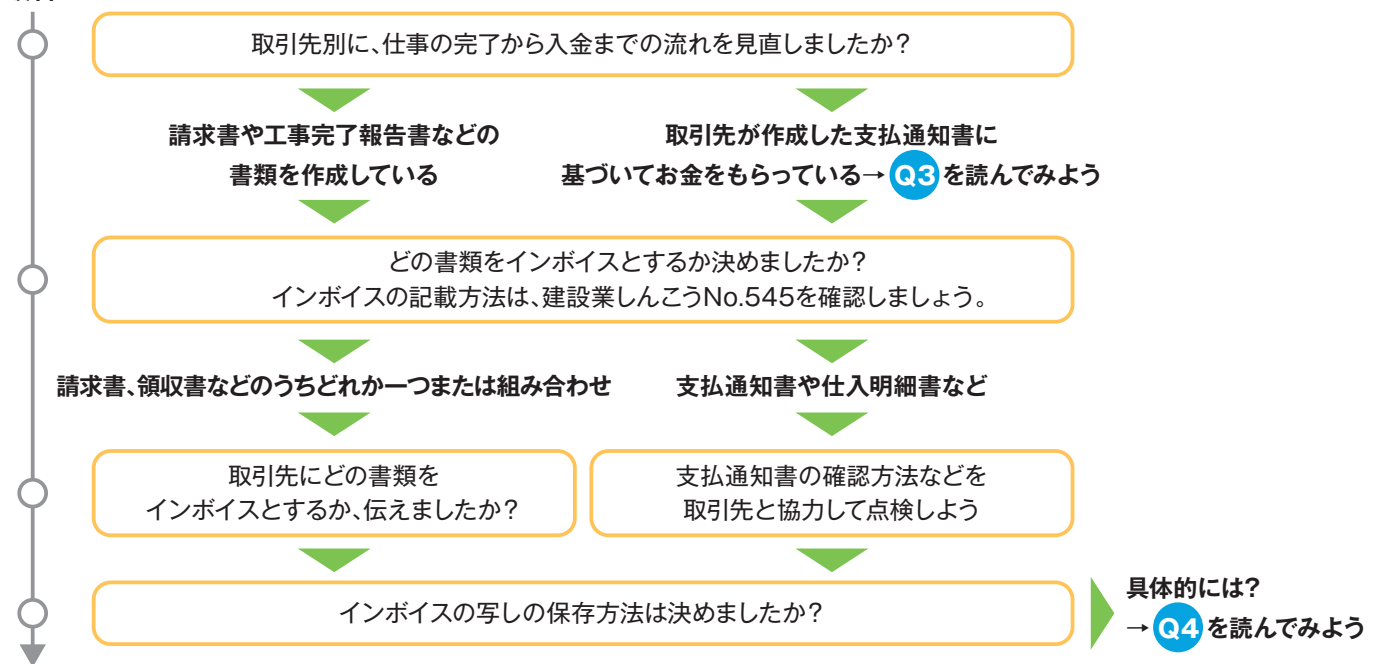 取引先別に、仕事の完了から入金までの流れを見直しましたか？
請求書や工事完了報告書などの
書類を作成している
取引先が作成した支払通知書に
基づいてお金をもらっている→Q3を読んでみよう
どの書類をインボイスとするか決めましたか？
インボイスの記載方法は、建設業しんこうNo.545を確認しましょう。
請求書、領収書などのうちどれか一つまたは組み合わせ
支払通知書や仕入明細書など
取引先にどの書類を
インボイスとするか、伝えましたか？
支払通知書の確認方法などを
取引先と協力して点検しよう
インボイスの写しの保存方法は決めましたか？
具体的には？
→Q4を読んでみよう